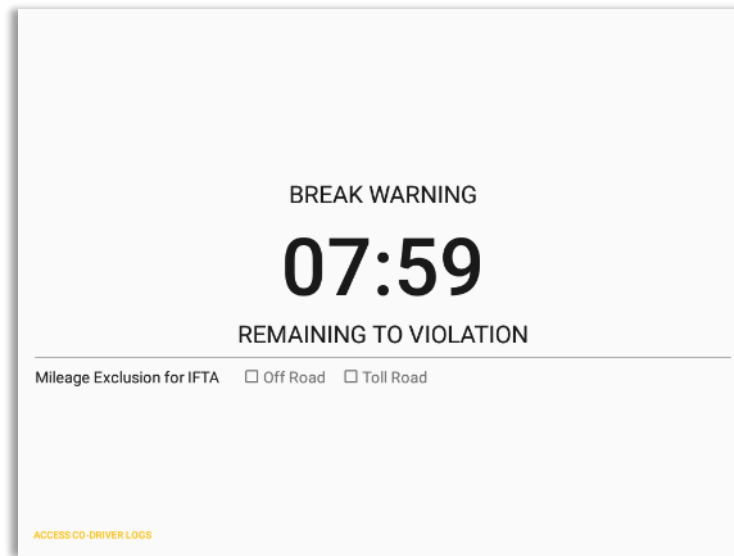 BREAK WARNING
07:59
REMAINING TO VIOLATION
Mileage Exclusion for IFTA Off Road Toll Road
ACCESS CO-DRIVER LOGS